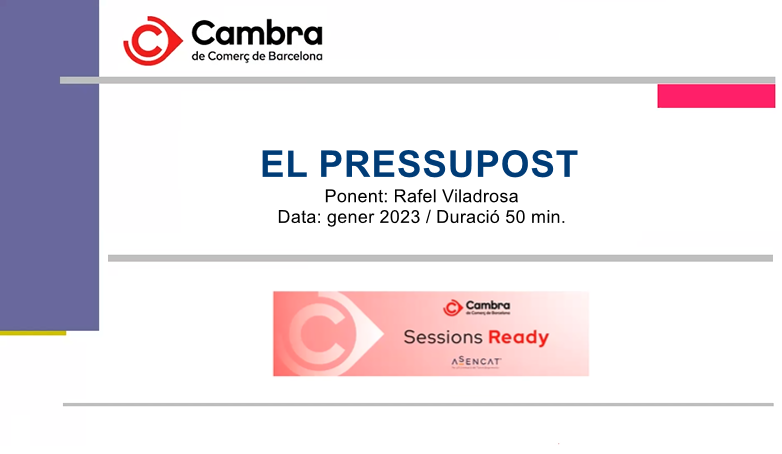 Cambra
de Comerç de Barcelona
EL PRESSUPOST
Ponent: Rafel Viladrosa
Data: gener 2023 / Duració 50 min.
Cambra
de Comerç de Barcelona
Sessions Ready
ASENCAT